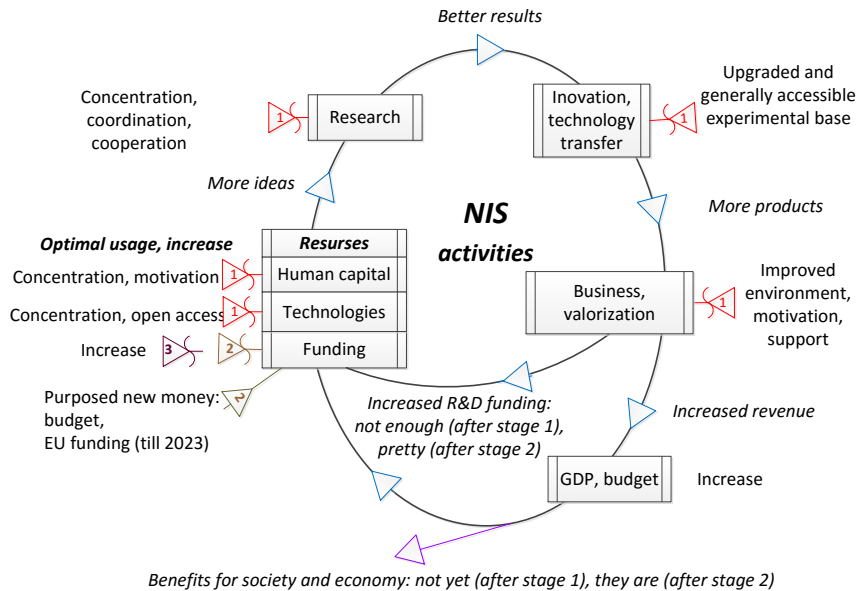 Better results
Concentration,
coordination,
cooperation
1
Research
Inovation,
technology
transfer
1
Upgraded and
generally accessible
experimental base
More ideas
NIS
activities
More products
Optimal usage, increase
Resurses
Concentration, motivation
1
Human capital
Concentration, open access
1
Technologies
Increase
3
2
Funding
Business,
valorization
1
Improved
environment,
motivation,
support
2
Purposed new money:
budget,
EU funding (till 2023)
Increased R&D funding:
not enough (after stage 1),
pretty (after stage 2)
Increased revenue
GDP, budget
Increase
Benefits for society and economy: not yet (after stage 1), they are (after stage 2)